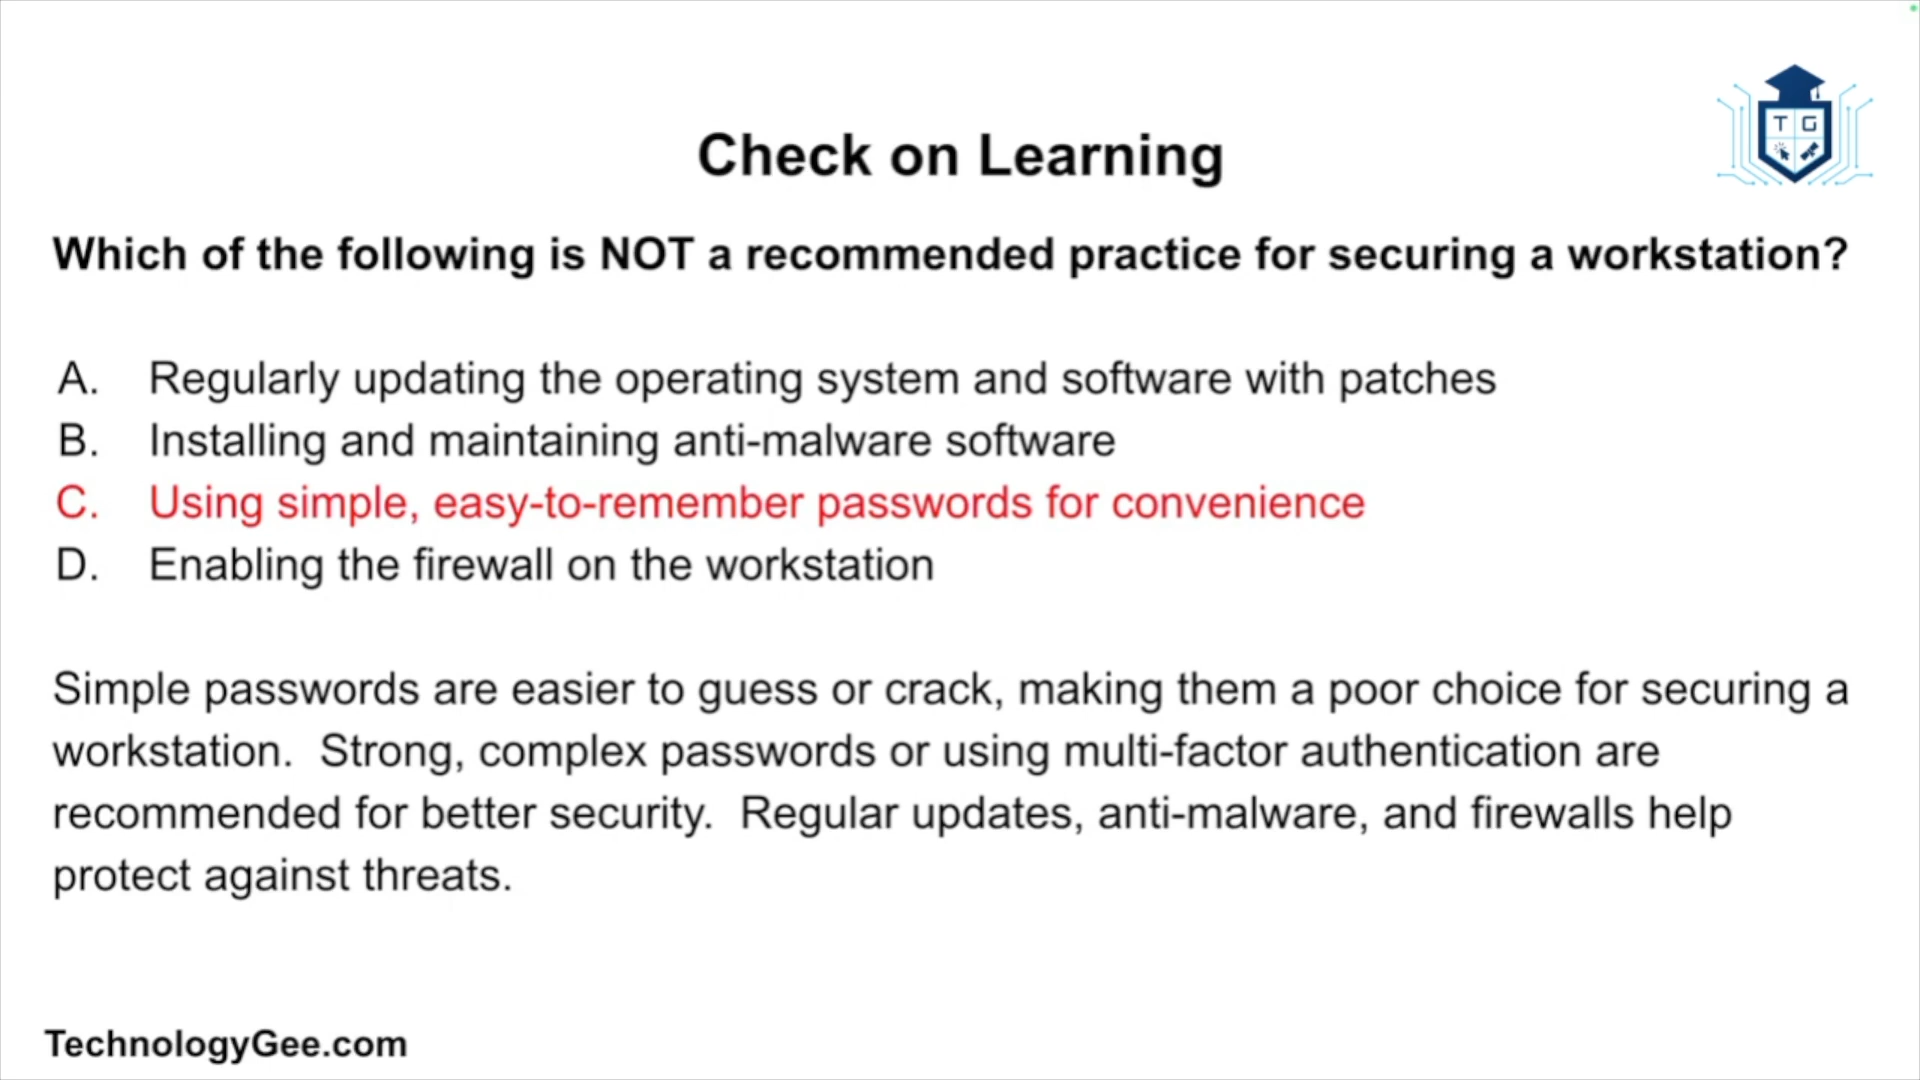 T G
Check on Learning
Which of the following is NOT a recommended practice for securing a workstation?
A. Regularly updating the operating system and software with patches
B. Installing and maintaining anti-malware software
C. Using simple, easy-to-remember passwords for convenience
D. Enabling the firewall on the workstation
Simple passwords are easier to guess or crack, making them a poor choice for securing a
workstation. Strong, complex passwords or using multi-factor authentication are
recommended for better security. Regular updates, anti-malware, and firewalls help
protect against threats.
TechnologyGee.com